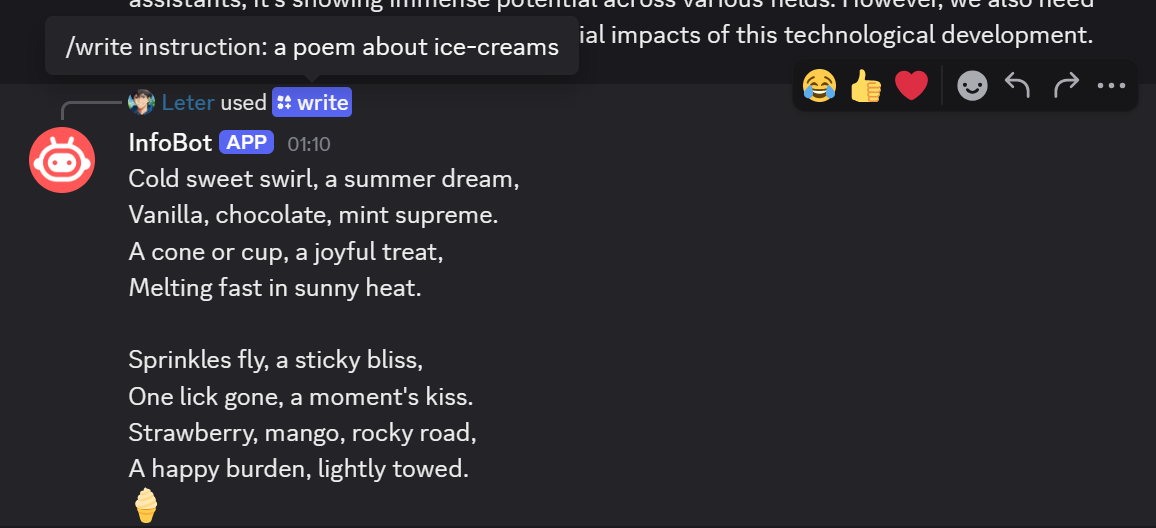 assistants, it's showing immense potential across various fields. However, we also need
ial impacts of this technological development.
/write instruction: a poem about ice-creams
Leter used write
InfoBot APP 01:10
Cold sweet swirl, a summer dream,
Vanilla, chocolate, mint supreme.
A cone or cup, a joyful treat,
Melting fast in sunny heat.
Sprinkles fly, a sticky bliss,
One lick gone, a moment's kiss.
Strawberry, mango, rocky road,
A happy burden, lightly towed.
🍦